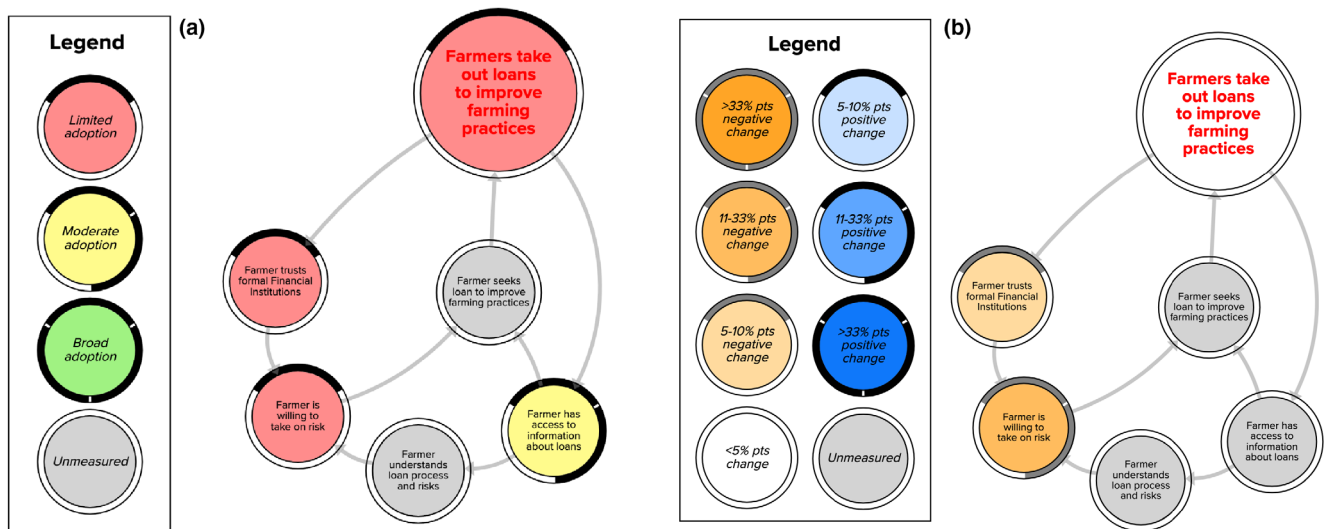 Legend
Limited
adoption
Moderate
adoption
Broad
adoption
Unmeasured
(a)
Farmers take
out loans
to improve
farming
practices
Farmer trusts
formal Financial
Institutions
Farmer seeks
loan to improve
farming practices
Farmer is
willing to
take on risk
Farmer has
access to
information
about loans
Farmer
understands
loan process
and risks
Legend
>33% pts
negative
change
5-10% pts
positive
change
11-33% pts
negative
change
11-33% pts
positive
change
5-10% pts
negative
change
>33% pts
positive
change
<5% pts
change
Unmeasured
(b)
Farmers take
out loans
to improve
farming
practices
Farmer trusts
formal Financial
Institutions
Farmer seeks
loan to improve
farming practices
Farmer is
willing to
take on risk
Farmer has
access to
information
about loans
Farmer
understands
loan process
and risks